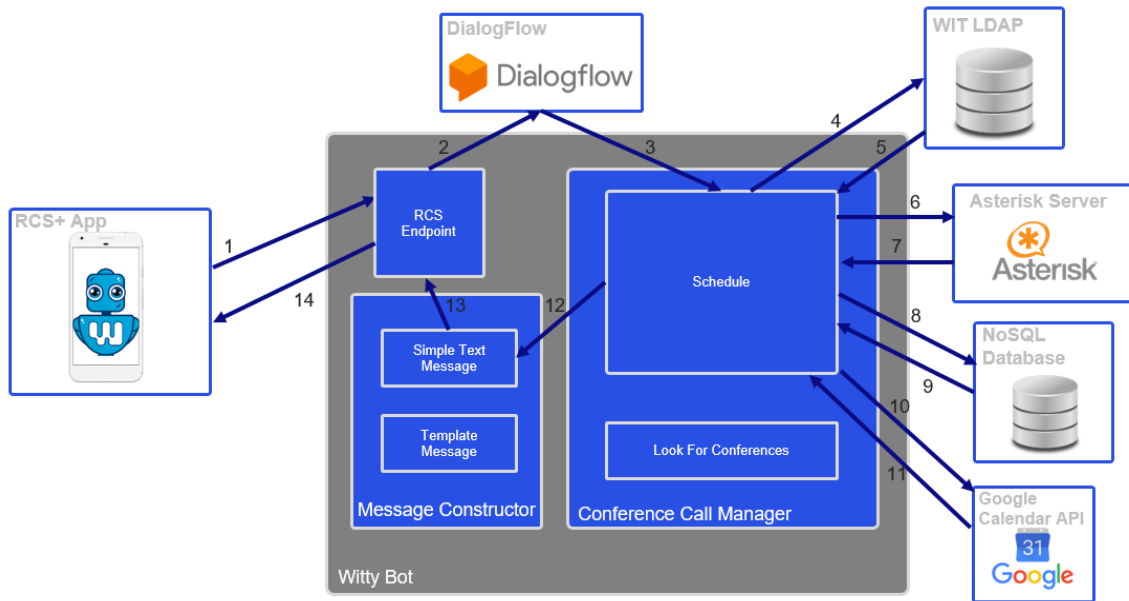 DialogFlow
Dialogflow
WIT LDAP
4
5
2
3
RCS+ App
1
14
RCS
Endpoint
13
12
Schedule
6
Asterisk Server
7
Asterisk
8
NoSQL
Database
9
10
11
Simple Text
Message
Template
Message
Message Constructor
Look For Conferences
Conference Call Manager
Google
Calendar API
31
Google
Witty Bot
W